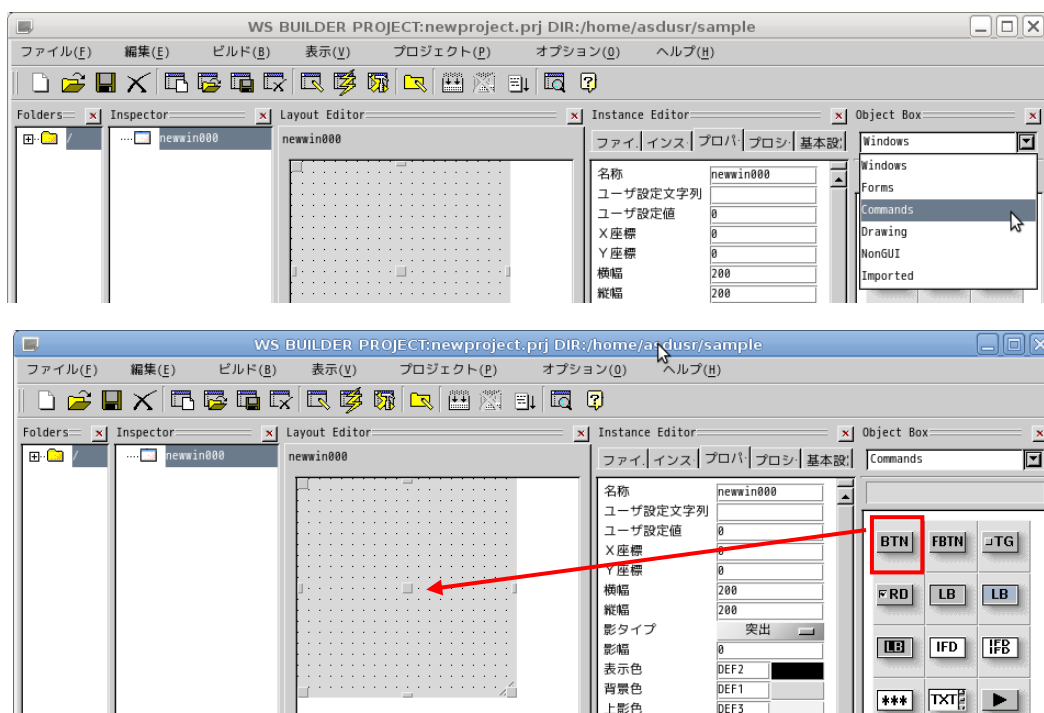 WS BUILDER PROJECT:newproject.prj DIR:/home/asdusr/sample
ファイル(F) 編集(E) ビルド(B) 表示(V) プロジェクト(P) オプション(O) ヘルプ(H)
Folders Inspector Layout Editor Instance Editor Object Box
/ newwin000 newwin000 ファイ. インス プロパ プロシ 基本設 Windows
名称 newwin000
ユーザ設定文字列
ユーザ設定値 0
X座標 0
Y座標 0
横幅 200
縦幅 200
Windows
Forms
Commands
Drawing
NonGUI
Imported
WS BUILDER PROJECT:newproject.prj DIR:/home/asdusr/sample
ファイル(F) 編集(E) ビルド(B) 表示(V) プロジェクト(P) オプション(O) ヘルプ(H)
Folders Inspector Layout Editor Instance Editor Object Box
/ newwin000 newwin000 ファイ. インス プロパ プロシ 基本設 Commands
名称 newwin000
ユーザ設定文字列
ユーザ設定値 0
X座標 0
Y座標 0
横幅 200
縦幅 200
影タイプ 突出
影幅 0
表示色 DEF2
背景色 DEF1
上影色 DEF3
BTN FBTN TG
RD LB LB
LB IFD IFD
*** TXT